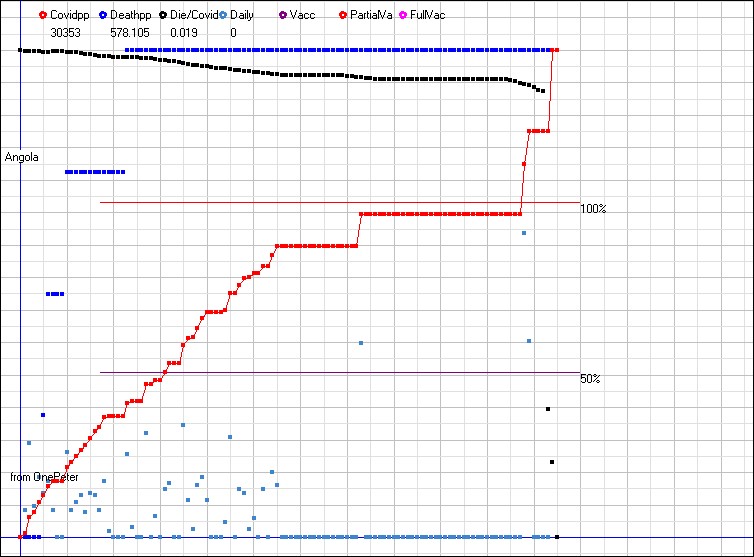 Covidpp Deathpp Die/Covid Daily Vacc PartialVa FullVac
30353 578.105 0.019 0
Angola
100%
50%
from OnePeter